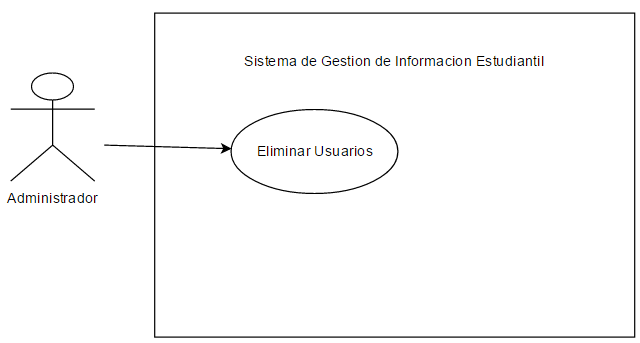 Sistema de Gestion de Informacion Estudiantil
Eliminar Usuarios
Administrador